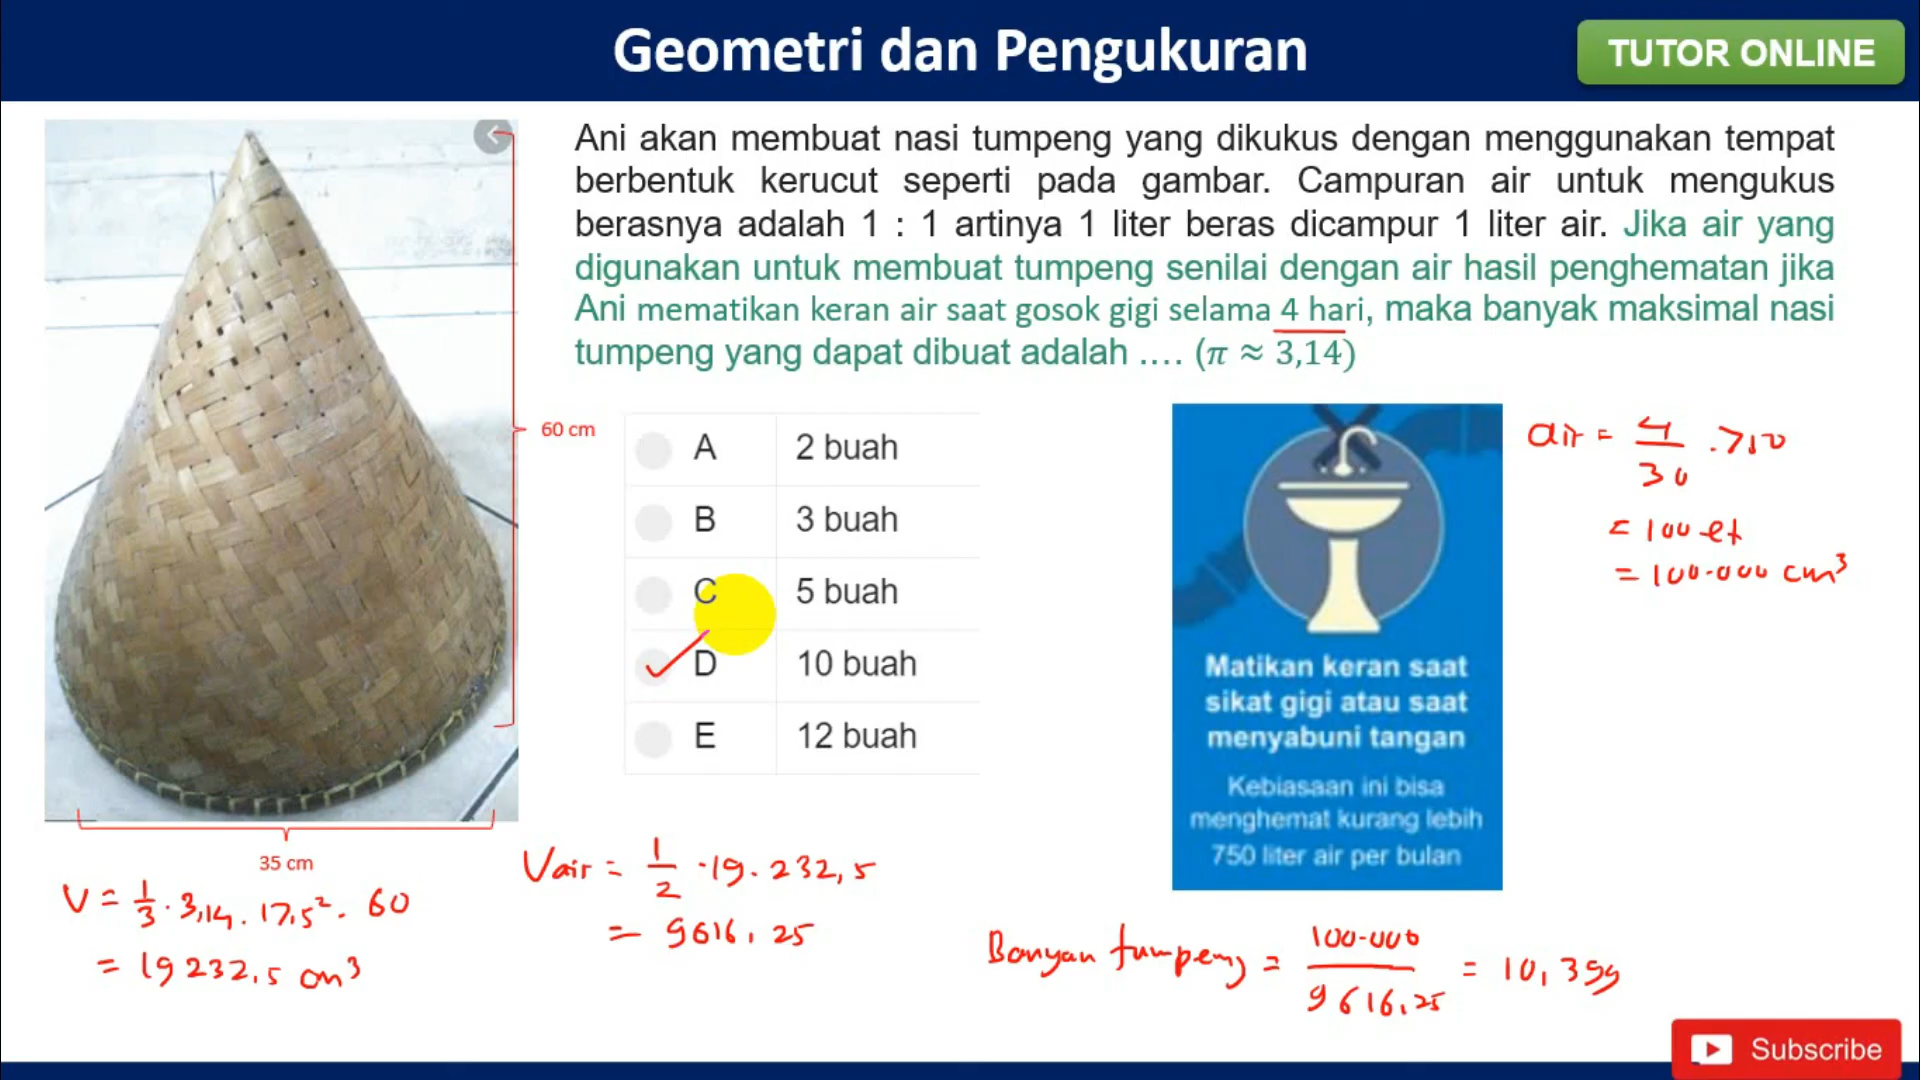 Geometri dan Pengukuran
TUTOR ONLINE
Ani akan membuat nasi tumpeng yang dikukus dengan menggunakan tempat
berbentuk kerucut seperti pada gambar. Campuran air untuk mengukus
berasnya adalah 1 : 1 artinya 1 liter beras dicampur 1 liter air. Jika air yang
digunakan untuk membuat tumpeng senilai dengan air hasil penghematan jika
Ani mematikan keran air saat gosok gigi selama 4 hari, maka banyak maksimal nasi
tumpeng yang dapat dibuat adalah .... (π ≈ 3,14)
60 cm
A 2 buah
B 3 buah
C 5 buah
D 10 buah
E 12 buah
35 cm
Matikan keran saat
sikat gigi atau saat
menyabuni tangan
Kebiasaan ini bisa
menghemat kurang lebih
750 liter air per bulan
air = 4/30 . 750
= 100 lt
= 100.000 cm³
V = 1/3 . 3,14 . 17,5² . 60
= 19232,5 cm³
Vair = 1/2 . 19.232,5
= 9616,25
Banyan tumpeng = 100.000/9616,25 = 10,399
Subscribe